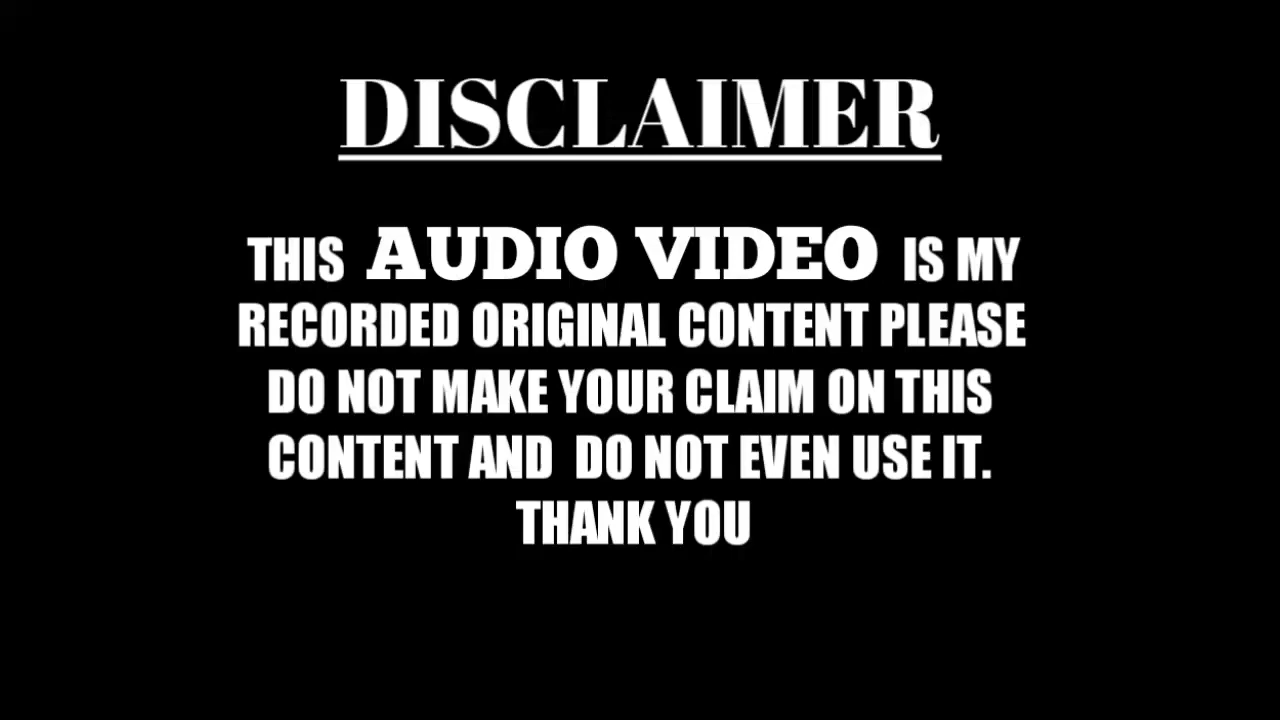 DISCLAIMER
THIS AUDIO VIDEO IS MY
RECORDED ORIGINAL CONTENT PLEASE
DO NOT MAKE YOUR CLAIM ON THIS
CONTENT AND DO NOT EVEN USE IT.
THANK YOU